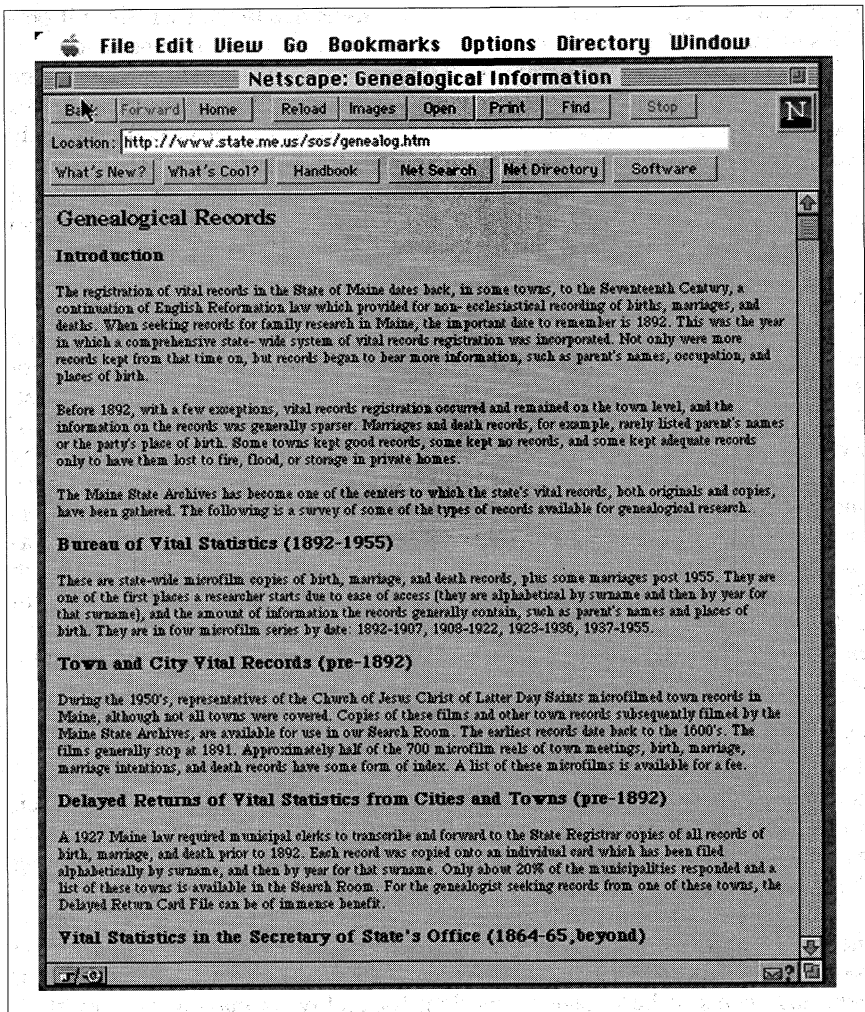 File Edit View Go Bookmarks Options Directory Window
Netscape: Genealogical Information
Back Forward Home Reload Images Open Print Find Stop
N
Location: http://www.state.me.us/sos/genealog.htm
What's New? What's Cool? Handbook Net Search Net Directory Software
Genealogical Records
Introduction
The registration of vital records in the State of Maine dates back, in some towns, to the Seventeenth Century, a
continuation of English Reformation law which provided for non- ecclesiastical recording of births, marriages, and
deaths. When seeking records for family research in Maine, the important date to remember is 1892. This was the year
in which a comprehensive state- wide system of vital records registration was incorporated. Not only were more
records kept from that time on, but records began to bear more information, such as parent's names, occupation, and
places of birth.
Before 1892, with a few exceptions, vital records registration occurred and remained on the town level, and the
information on the records was generally sparser. Marriages and death records, for example, rarely listed parent's names
or the party's place of birth. Some towns kept good records, some kept no records, and some kept adequate records
only to have them lost to fire, flood, or storage in private homes.
The Maine State Archives has become one of the centers to which the state's vital records, both originals and copies,
have been gathered. The following is a survey of some of the types of records available for genealogical research.
Bureau of Vital Statistics (1892-1955)
These are state-wide microfilm copies of birth, marriage, and death records, plus some marriages post 1955. They are
one of the first places a researcher starts due to ease of access (they are alphabetical by surname and then by year for
that surname), and the amount of information the records generally contain, such as parent's names and places of
birth. They are in four microfilm series by date: 1892-1907, 1908-1922, 1923-1936, 1937-1955.
Town and City Vital Records (pre-1892)
During the 1950's, representatives of the Church of Jesus Christ of Latter Day Saints microfilmed town records in
Maine, although not all towns were covered. Copies of these films and other town records subsequently filmed by the
Maine State Archives, are available for use in our Search Room. The earliest records date back to the 1600's. The
films generally stop at 1891. Approximately half of the 700 microfilm reels of town meetings, birth, marriage,
marriage intentions, and death records have some form of index. A list of these microfilms is available for a fee.
Delayed Returns of Vital Statistics from Cities and Towns (pre-1892)
A 1927 Maine law required municipal clerks to transcribe and forward to the State Registrar copies of all records of
birth, marriage, and death prior to 1892. Each record was copied onto an individual card which has been filed
alphabetically by surname, and then by year for that surname. Only about 20% of the municipalities responded and a
list of these towns is available in the Search Room. For the genealogist seeking records from one of these towns, the
Delayed Return Card File can be of immense benefit.
Vital Statistics in the Secretary of State's Office (1864-65,beyond)